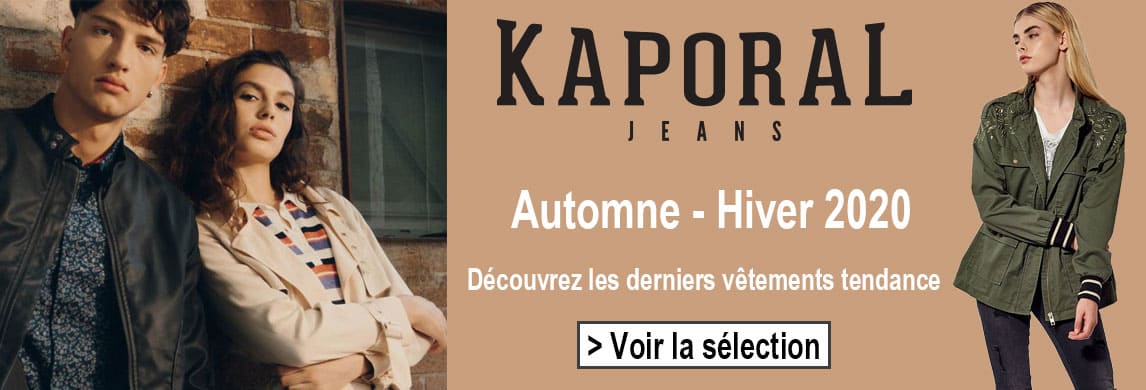 KAPORAL
JEANS
Automne - Hiver 2020
Découvrez les derniers vêtements tendance
> Voir la sélection